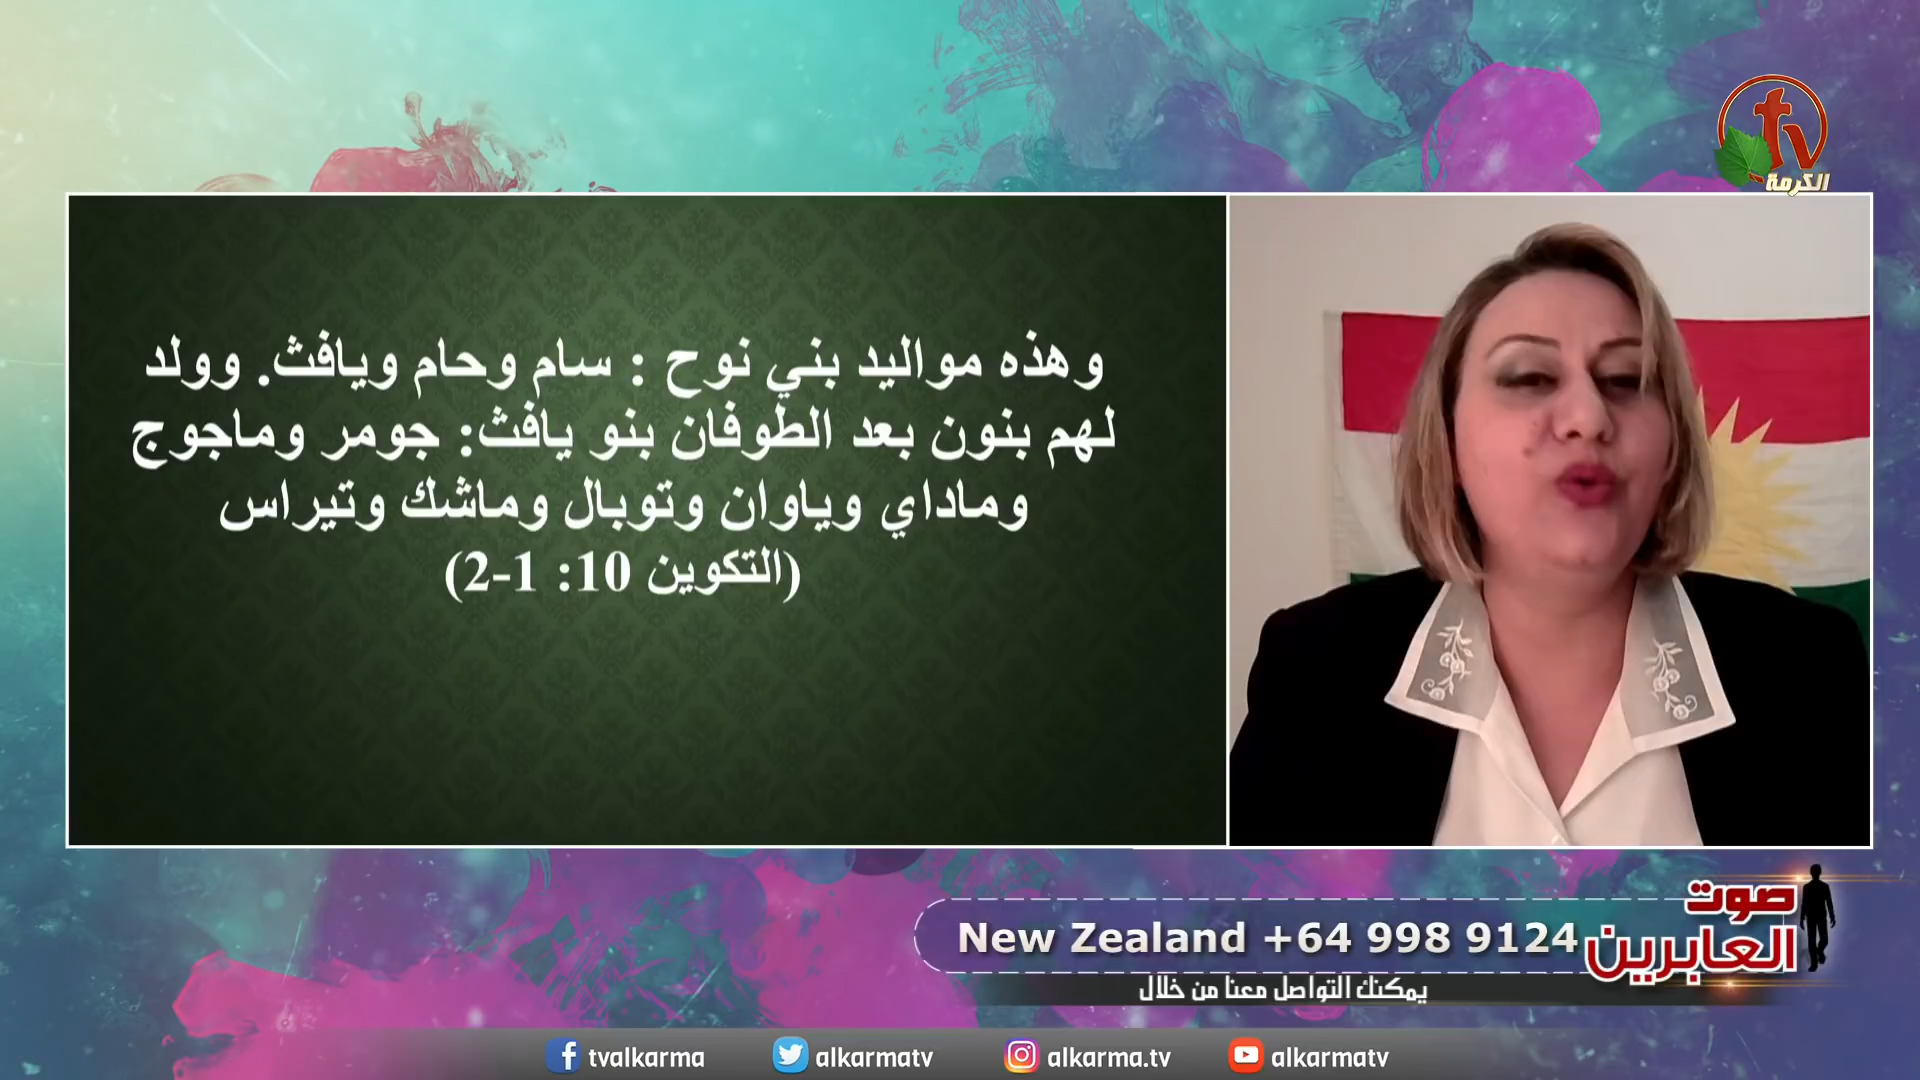 tv
الكرمة
وهذه مواليد بني نوح : سام وحام ويافث. وولد
لهم بنون بعد الطوفان بنو يافث: جومر وماجوج
وماداي وياوان وتوبال وماشك وتيراس
(التكوين 10: 1-2)
صوت
العابرين
New Zealand +64 998 9124
يمكنك التواصل معنا من خلال
tvalkarma
alkarmatv
alkarma.tv
alkarmatv